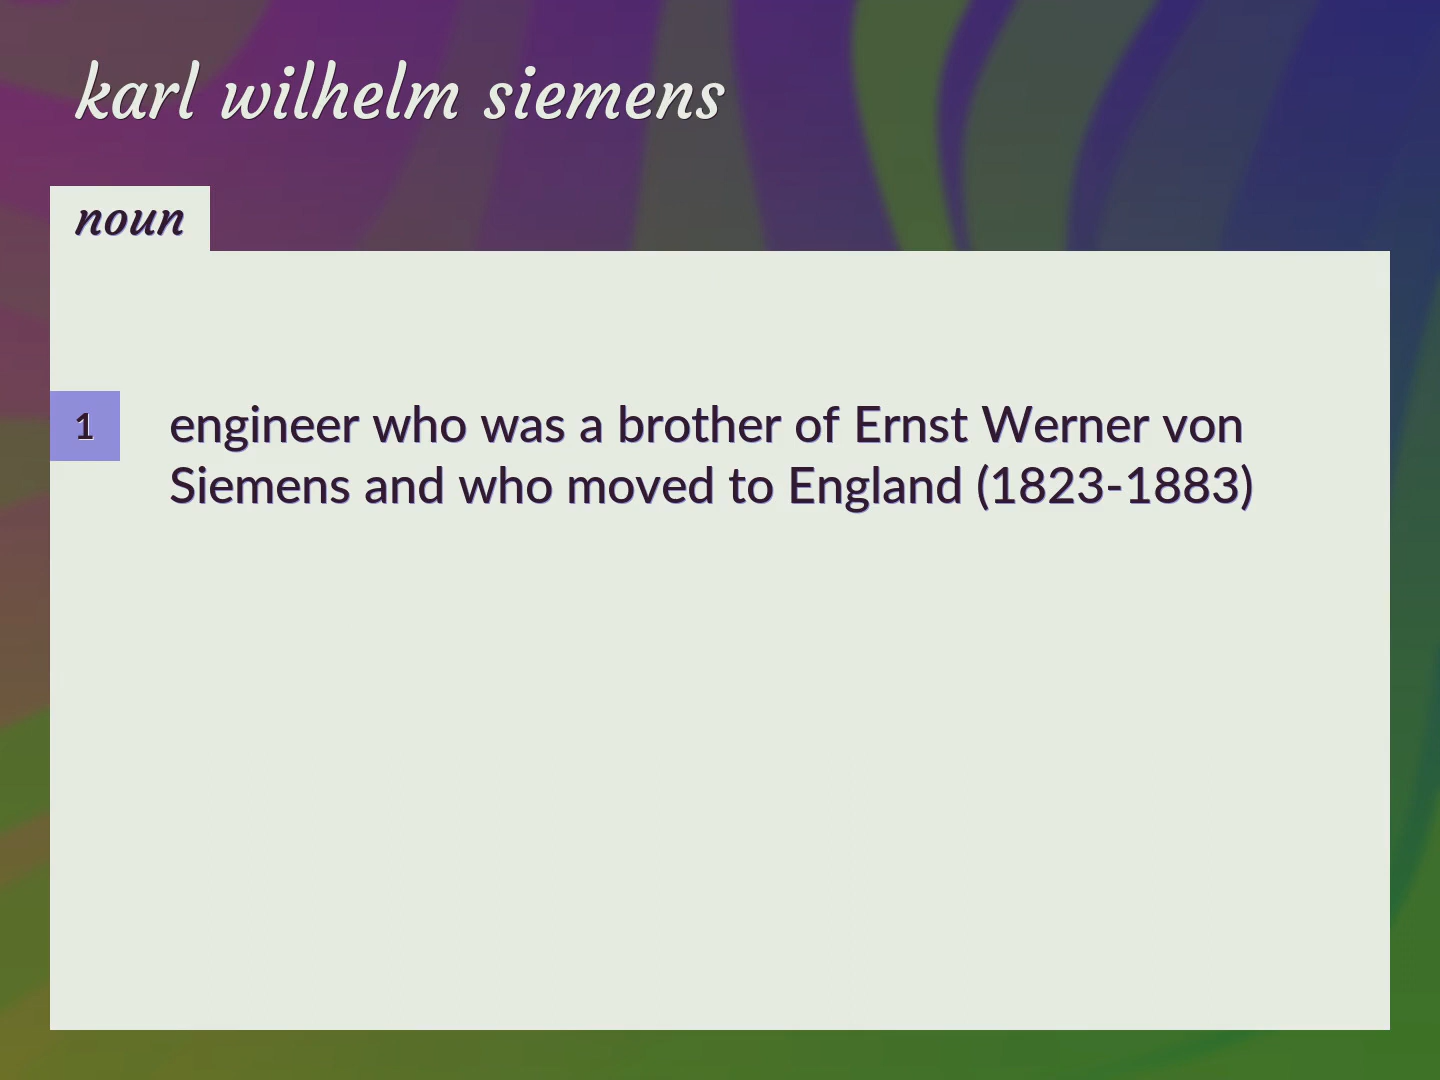 karl wilhelm siemens
noun
1
engineer who was a brother of Ernst Werner von
Siemens and who moved to England (1823-1883)